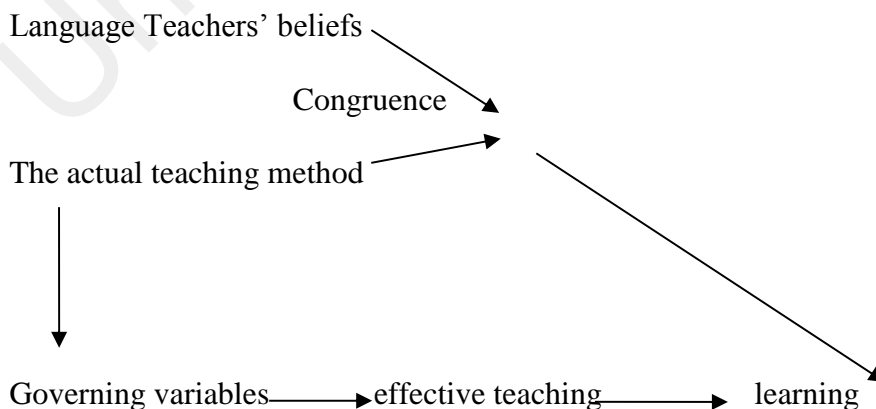 Language Teachers’ beliefs
Congruence
The actual teaching method
Governing variables effective teaching learning